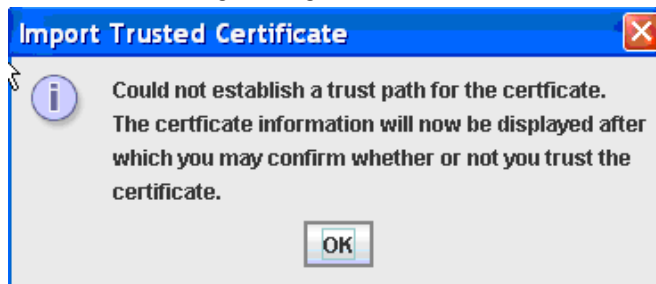 Import Trusted Certificate
Could not establish a trust path for the certficate.
The certficate information will now be displayed after
which you may confirm whether or not you trust the
certificate.
OK